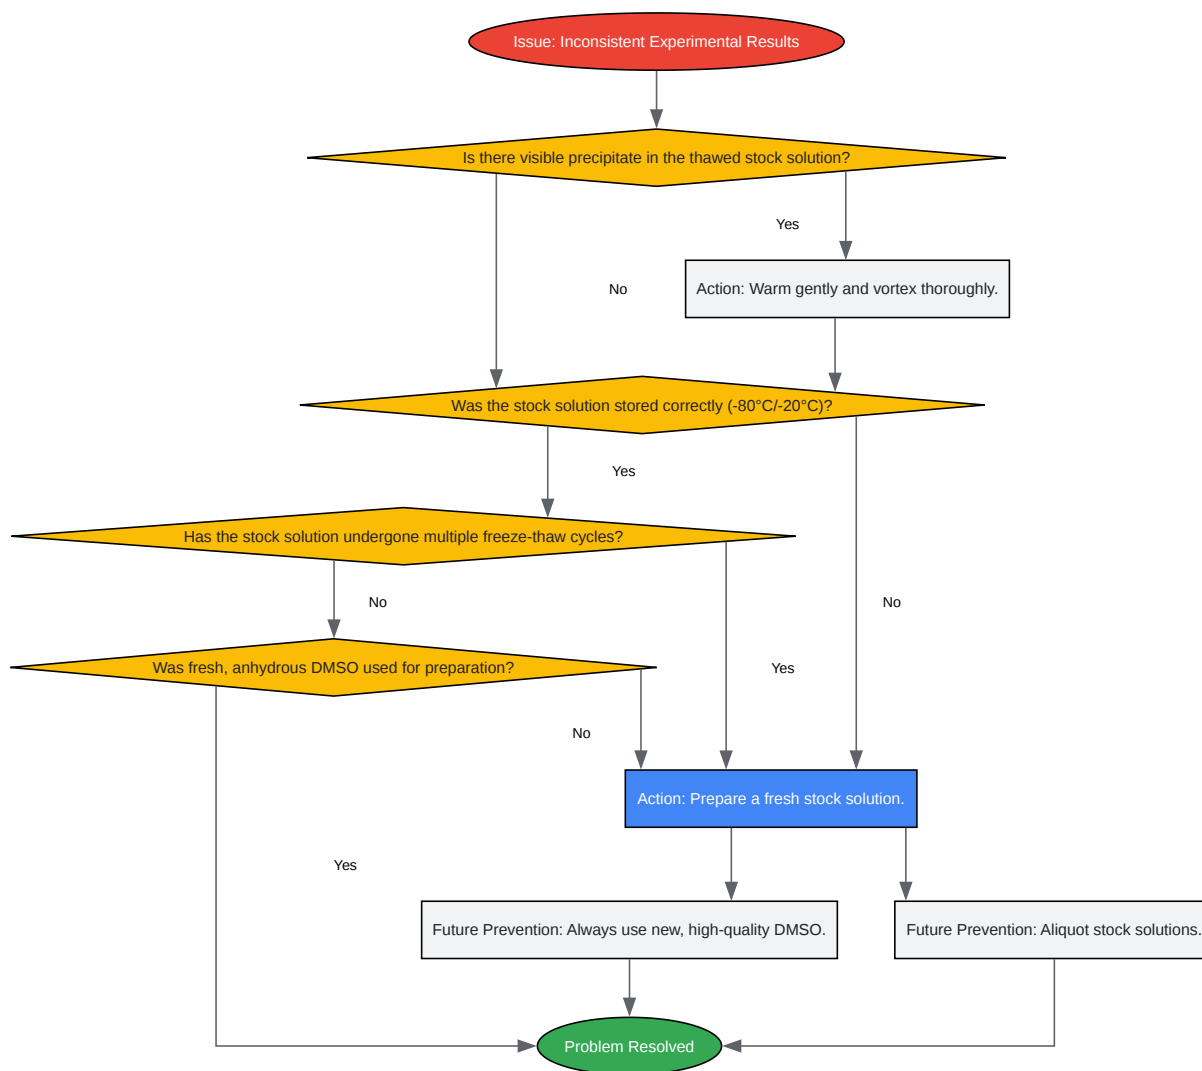 Issue: Inconsistent Experimental Results
Is there visible precipitate in the thawed stock solution?
Yes
No
Action: Warm gently and vortex thoroughly.
Was the stock solution stored correctly (-80°C/-20°C)?
Yes
Has the stock solution undergone multiple freeze-thaw cycles?
No
No
Was fresh, anhydrous DMSO used for preparation?
Yes
No
Action: Prepare a fresh stock solution.
Yes
Future Prevention: Always use new, high-quality DMSO.
Future Prevention: Aliquot stock solutions.
Problem Resolved